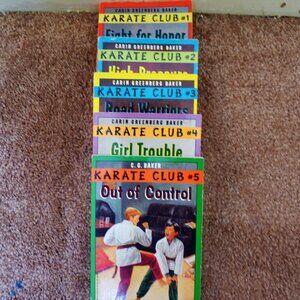 CARIN GREENBERG BAKER
KARATE CLUB #1
Fight for Honor
CARIN GREENBERG BAKER
KARATE CLUB #2
High Pressure
CARIN GREENBERG BAKER
KARATE CLUB #3
Road Warriors
CARIN GREENBERG BAKER
KARATE CLUB #4
Girl Trouble
C. G. BAKER
KARATE CLUB #5
Out of Control